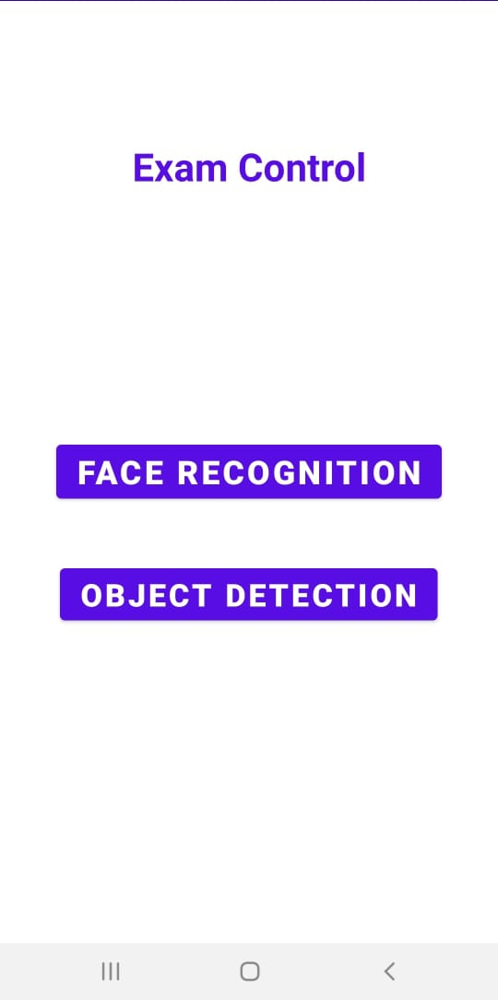 Exam Control
FACE RECOGNITION
OBJECT DETECTION